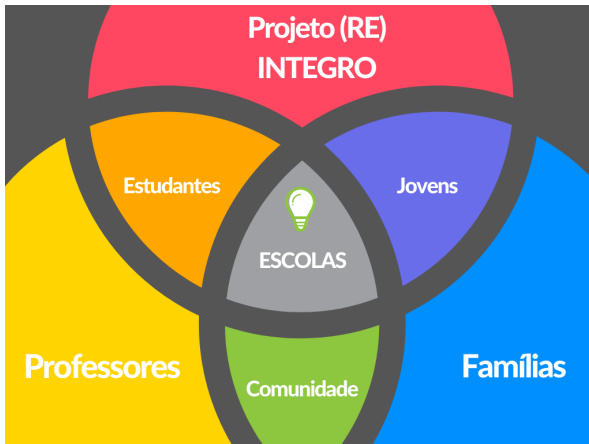 Projeto (RE)
INTEGRO
Estudantes
Jovens
ESCOLAS
Professores
Famílias
Comunidade